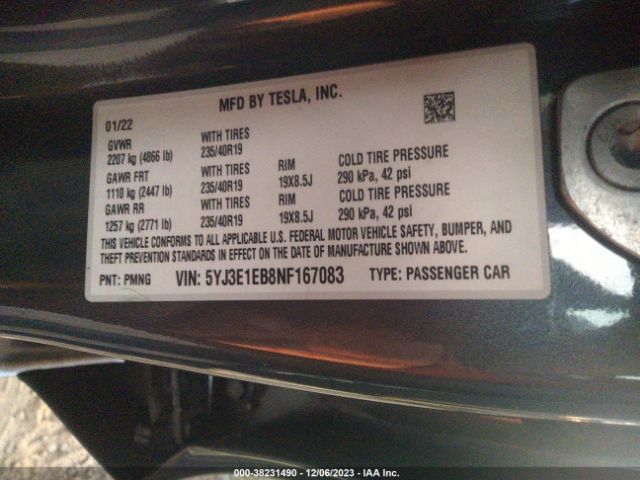 MFD BY TESLA, INC.
01/22
GVWR WITH TIRES
2207 kg (4866 lb) 235/40R19
GAWR FRT WITH TIRES RIM COLD TIRE PRESSURE
1110 kg (2447 lb) 235/40R19 19X8.5J 290 kPa, 42 psi
GAWR RR WITH TIRES RIM COLD TIRE PRESSURE
1257 kg (2771 lb) 235/40R19 19X8.5J 290 kPa, 42 psi
THIS VEHICLE CONFORMS TO ALL APPLICABLE U.S. FEDERAL MOTOR VEHICLE SAFETY, BUMPER, AND
THEFT PREVENTION STANDARDS IN EFFECT ON THE DATE OF MANUFACTURE SHOWN ABOVE.
PNT: PMNG VIN: 5YJ3E1EB8NF167083 TYPE: PASSENGER CAR
000-38231490 - 12/06/2023 - IAA Inc.